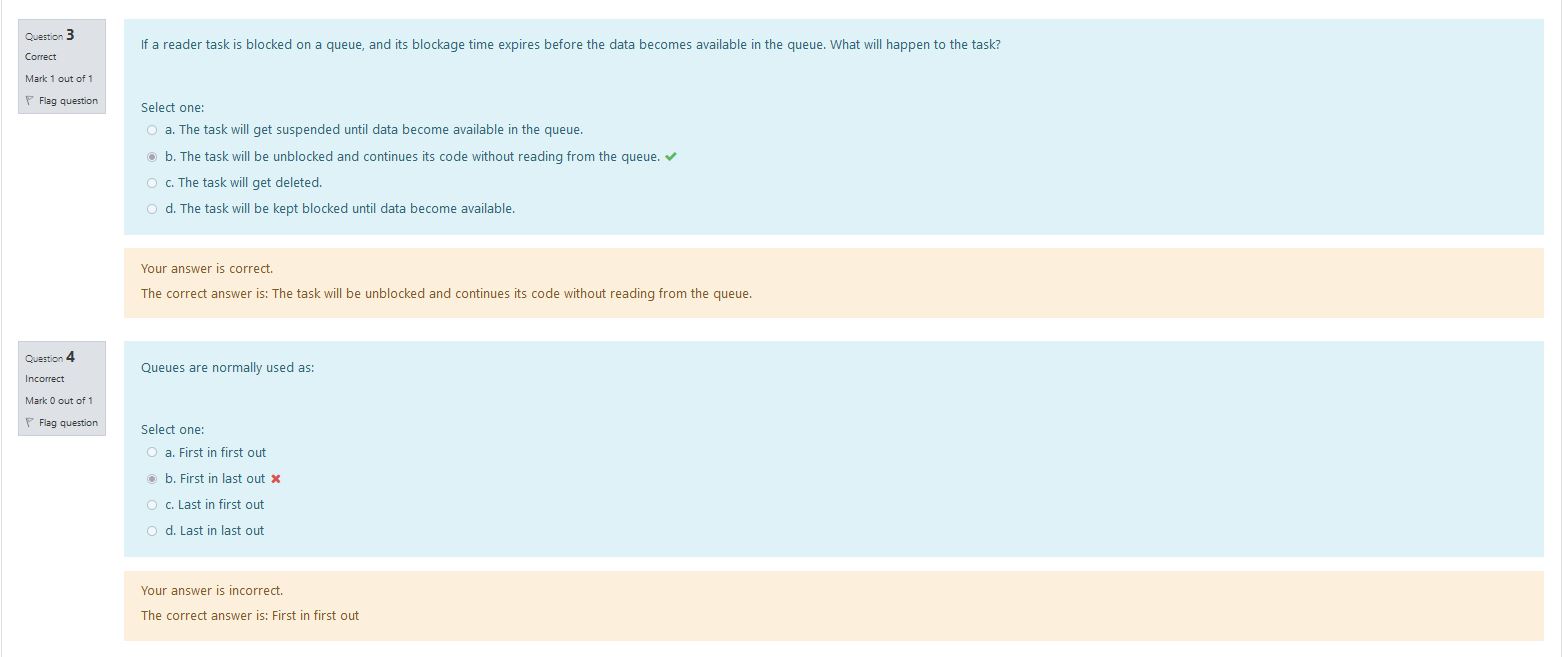 Question 3
Correct
Mark 1 out of 1
Flag question
If a reader task is blocked on a queue, and its blockage time expires before the data becomes available in the queue. What will happen to the task?
Select one:
a. The task will get suspended until data become available in the queue.
b. The task will be unblocked and continues its code without reading from the queue.
c. The task will get deleted.
d. The task will be kept blocked until data become available.
Your answer is correct.
The correct answer is: The task will be unblocked and continues its code without reading from the queue.
Question 4
Incorrect
Mark 0 out of 1
Flag question
Queues are normally used as:
Select one:
a. First in first out
b. First in last out
c. Last in first out
d. Last in last out
Your answer is incorrect.
The correct answer is: First in first out